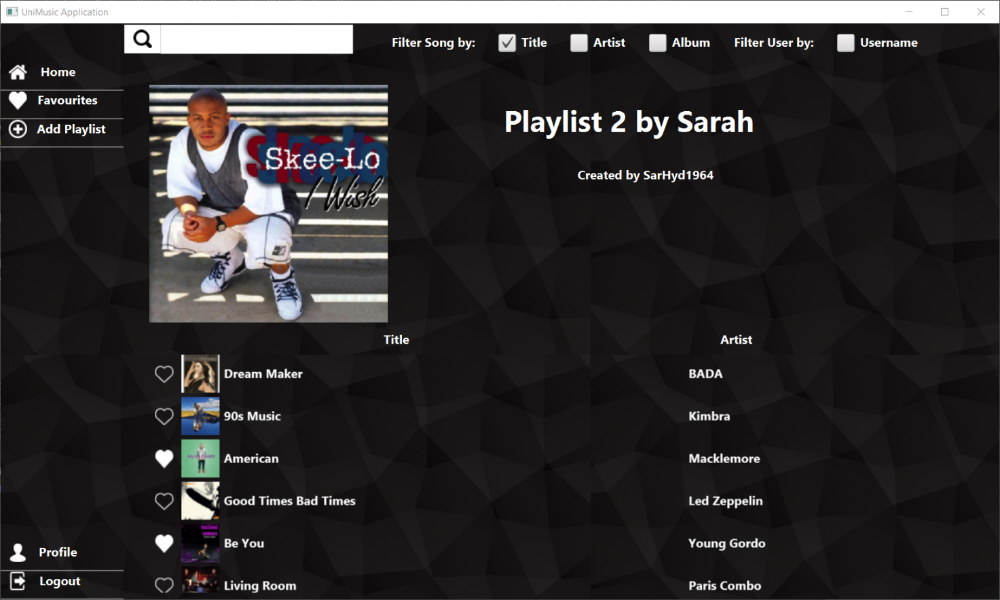 UniMusic Application
Filter Song by: Title Artist Album Filter User by: Username
Home
Favourites
Add Playlist
Skee-Lo
I Wish
Playlist 2 by Sarah
Created by SarHyd1964
Title Artist
Dream Maker BADA
90s Music Kimbra
American Macklemore
Good Times Bad Times Led Zeppelin
Be You Young Gordo
Living Room Paris Combo
Profile
Logout